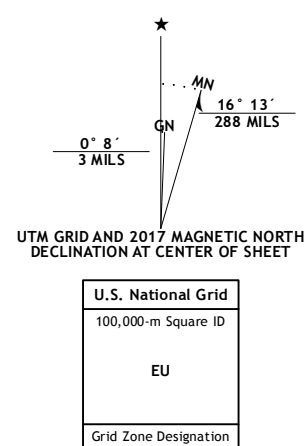 ★
MN
GN
16° 13´
288 MILS
0° 8´
3 MILS
UTM GRID AND 2017 MAGNETIC NORTH
DECLINATION AT CENTER OF SHEET
U.S. National Grid
100,000-m Square ID
EU
Grid Zone Designation